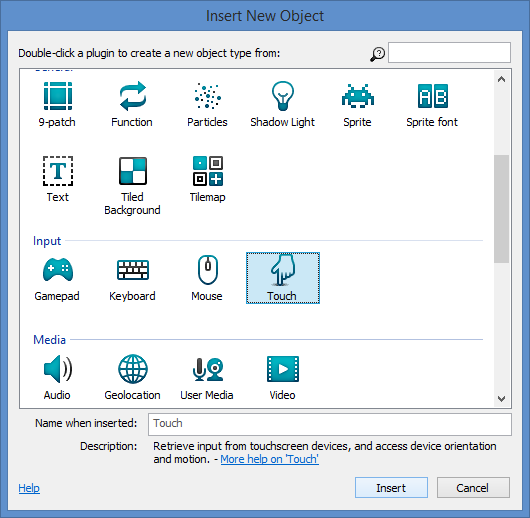 Insert New Object
Double-click a plugin to create a new object type from:
General
9-patch Function Particles Shadow Light Sprite Sprite font
AB
T
Text Tiled Background Tilemap
Input
Gamepad Keyboard Mouse Touch
Media
Audio Geolocation User Media Video
Name when inserted: Touch
Description: Retrieve input from touchscreen devices, and access device orientation
and motion. - More help on 'Touch'
Help Insert Cancel